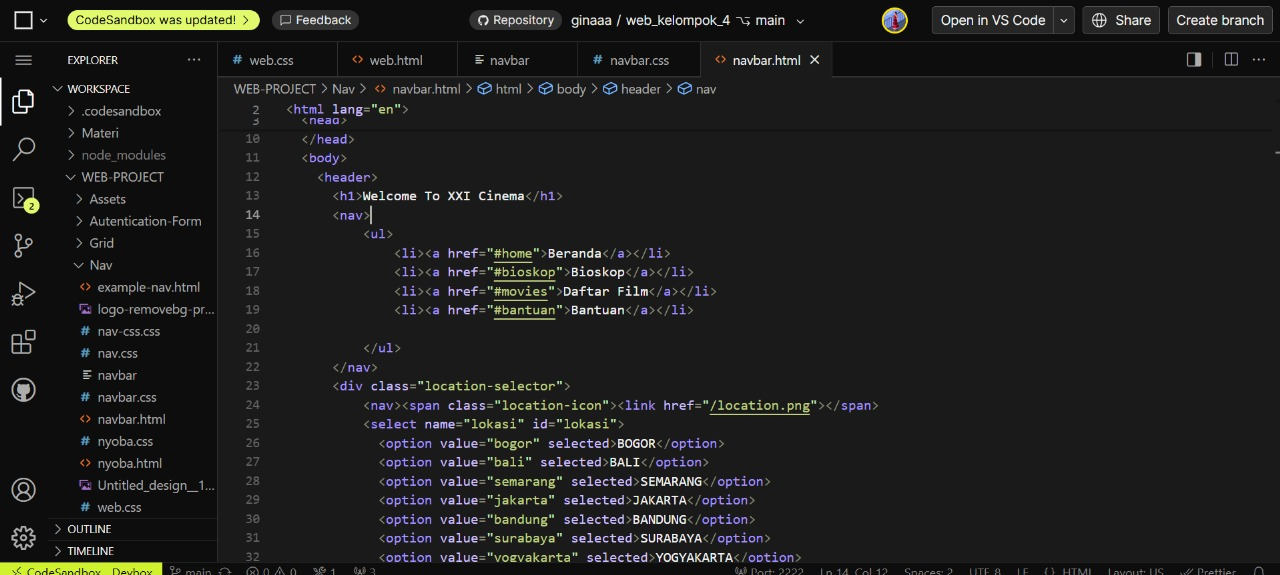 CodeSandbox was updated! >
Feedback
Repository
ginaaa / web_kelompok_4 main
Open in VS Code
Share
Create branch
EXPLORER
WORKSPACE
.codesandbox
Materi
node_modules
WEB-PROJECT
Assets
Autentication-Form
Grid
Nav
<> example-nav.html
logo-removebg-pr...
# nav-css.css
# nav.css
navbar
# navbar.css
<> navbar.html
# nyoba.css
<> nyoba.html
Untitled_design__1...
# web.css
OUTLINE
TIMELINE
2
# web.css
<> web.html
navbar
# navbar.css
<> navbar.html
WEB-PROJECT > Nav > <> navbar.html > html > body > header > nav
2 <html lang="en">
3 <head>
10 </head>
11 <body>
12 <header>
13 <h1>Welcome To XXI Cinema</h1>
14 <nav>
15 <ul>
16 <li><a href="#home">Beranda</a></li>
17 <li><a href="#bioskop">Bioskop</a></li>
18 <li><a href="#movies">Daftar Film</a></li>
19 <li><a href="#bantuan">Bantuan</a></li>
20
21 </ul>
22 </nav>
23 <div class="location-selector">
24 <nav><span class="location-icon"><link href="/location.png"></span>
25 <select name="lokasi" id="lokasi">
26 <option value="bogor" selected>BOGOR</option>
27 <option value="bali" selected>BALI</option>
28 <option value="semarang" selected>SEMARANG</option>
29 <option value="jakarta" selected>JAKARTA</option>
30 <option value="bandung" selected>BANDUNG</option>
31 <option value="surabaya" selected>SURABAYA</option>
32 <option value="yogyakarta" selected>YOGYAKARTA</option>
CodeSandbox Devbox
main
0 0
1
3
Port: 2222
Ln 14, Col 12
Spaces: 2
UTF-8
LF
{} HTML
Layout: US
Prettier